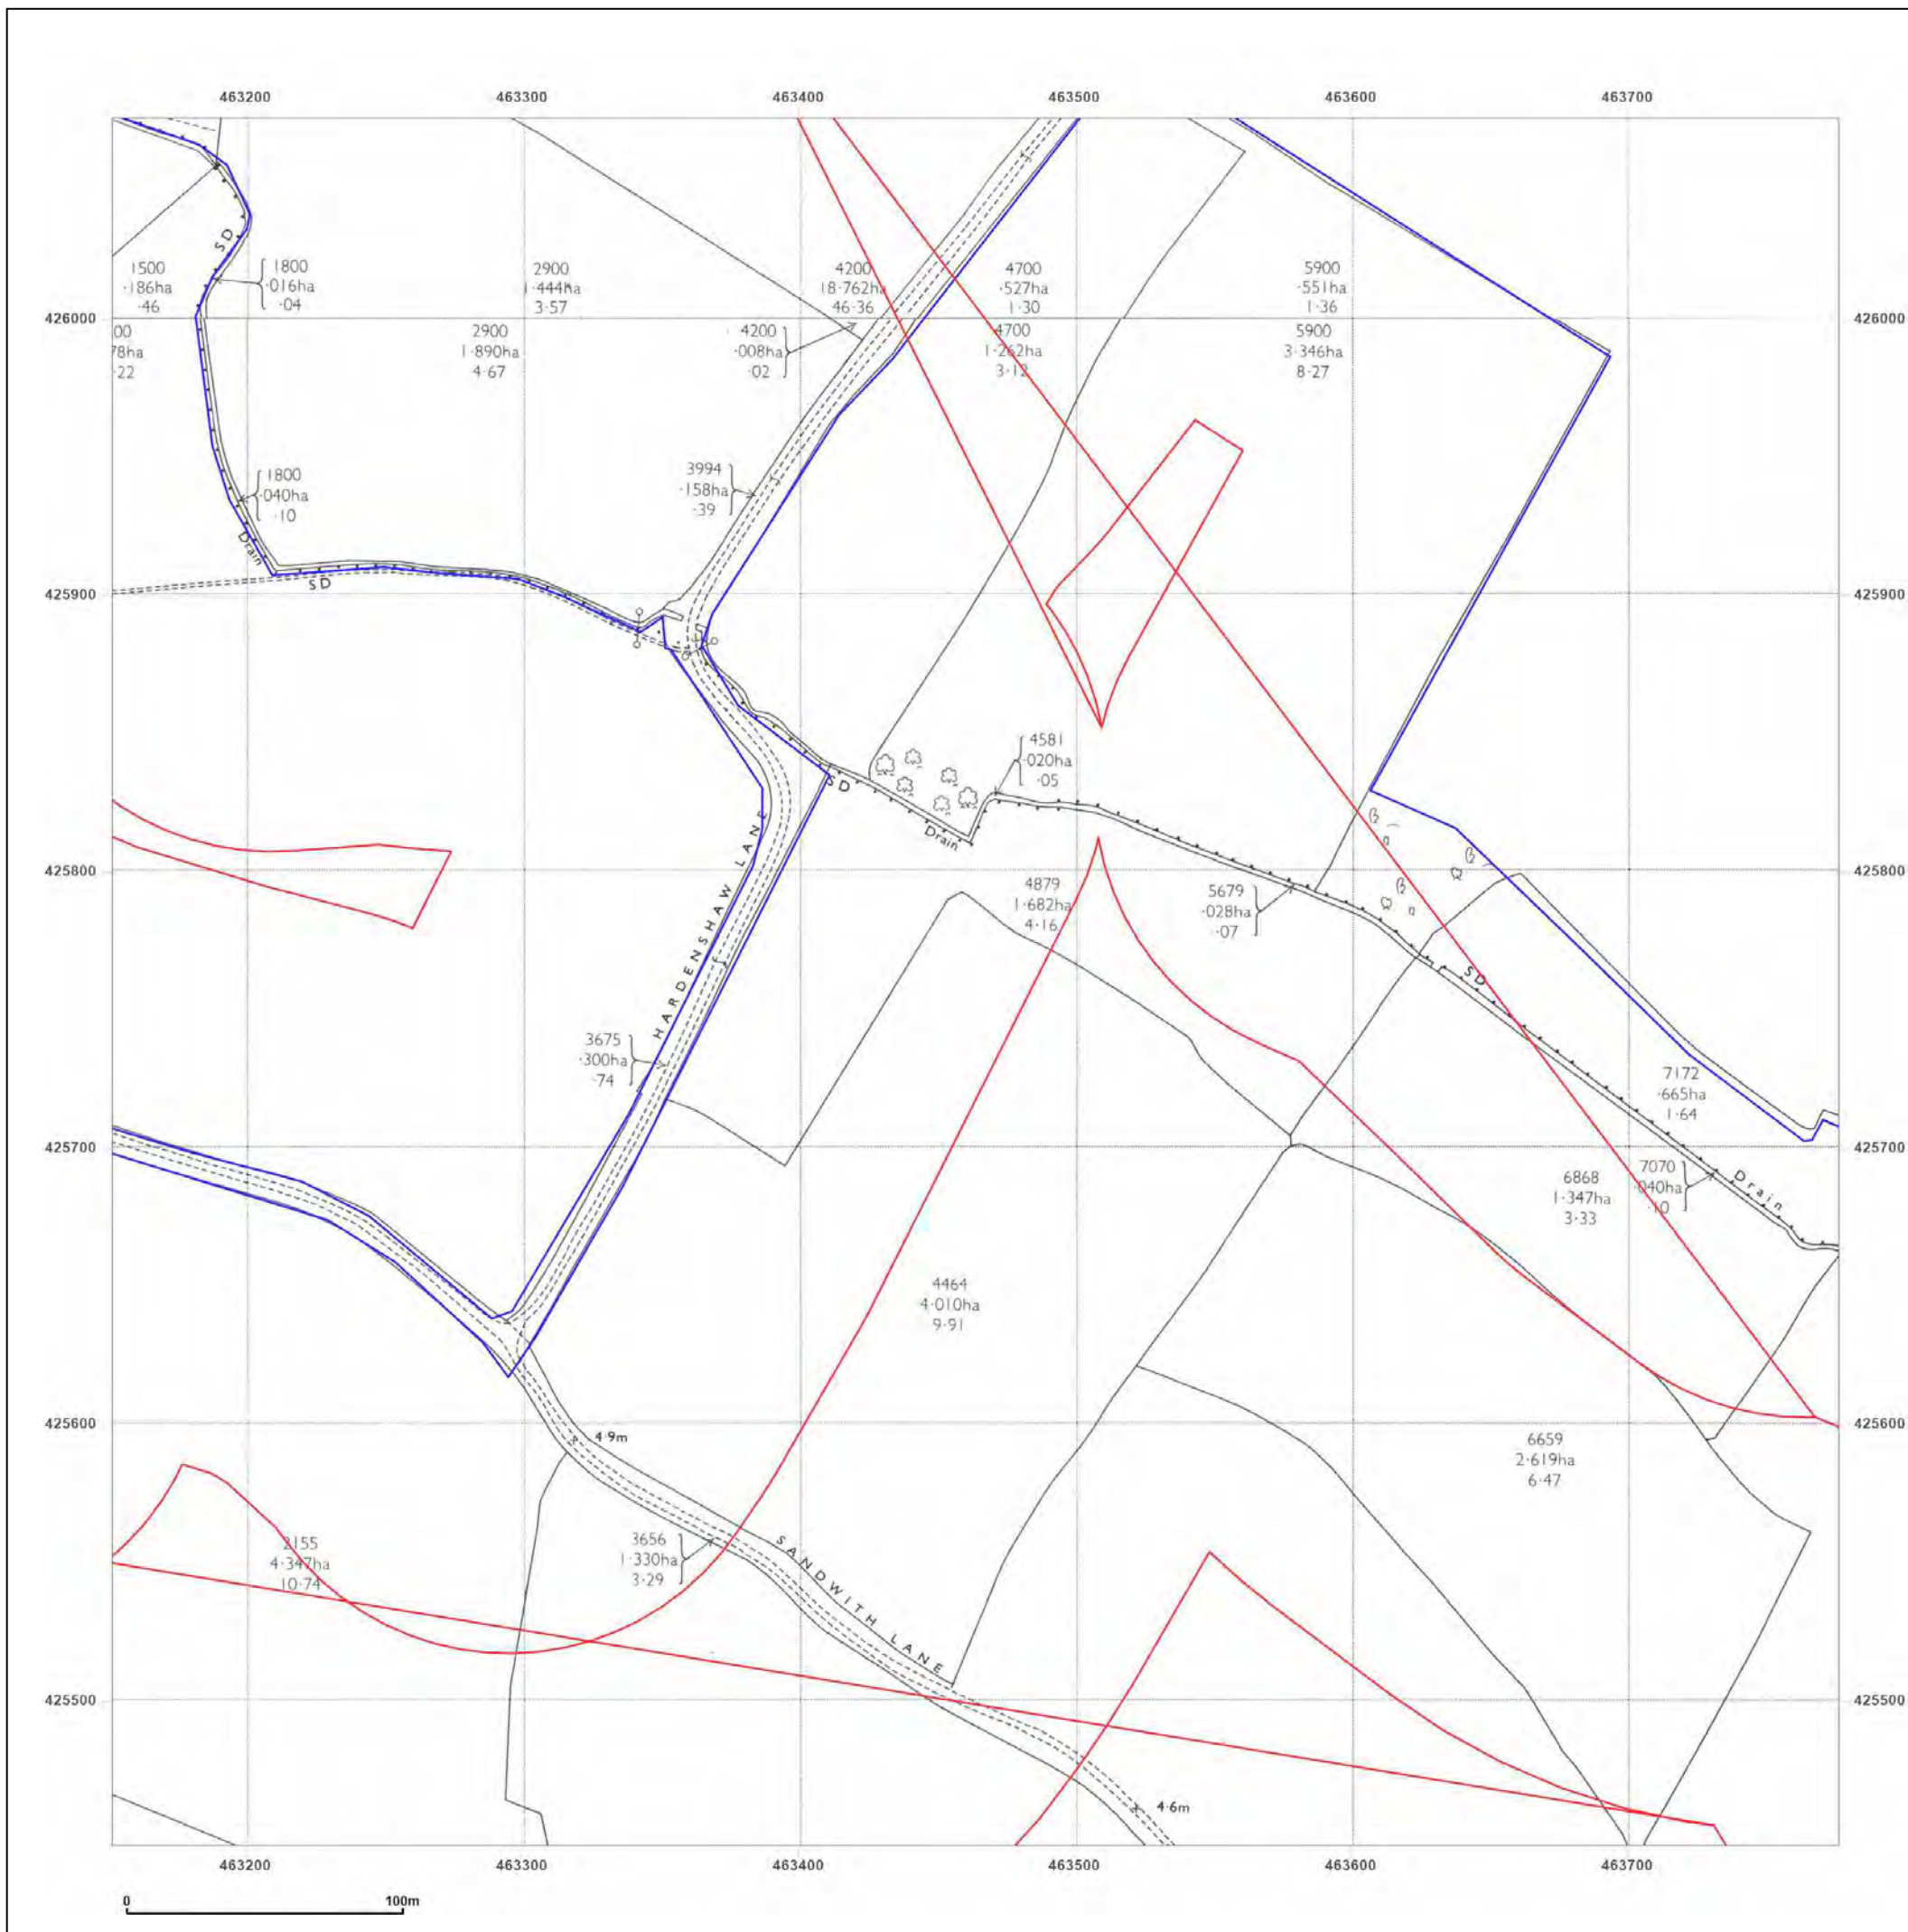 463200 463300 463400 463500 463600 463700
SD
1500
·186ha
·46
1800
·016ha
·04
2900
1·444ha
3·57
4200
18·762ha
46·36
4700
·527ha
1·30
5900
·551ha
1·36
426000 426000
00
78ha
·22
2900
1·890ha
4·67
4200
·008ha
·02
4700
1·262ha
3·12
5900
3·346ha
8·27
1800
·040ha
·10
3994
·158ha
·39
Drain
SD
425900 425900
4581
·020ha
·05
SD
Drain
HARDENSHAW LANE
425800 425800
4879
1·682ha
4·16
5679
·028ha
·07
SD
3675
·300ha
·74
7172
·665ha
1·64
425700 425700
6868
1·347ha
3·33
7070
·040ha
·10
Drain
4464
4·010ha
9·91
425600 425600
4·9m
6659
2·619ha
6·47
2155
4·347ha
10·74
3656
1·330ha
3·29
SANDWITH LANE
425500 425500
4·6m
463200 463300 463400 463500 463600 463700
0 100m